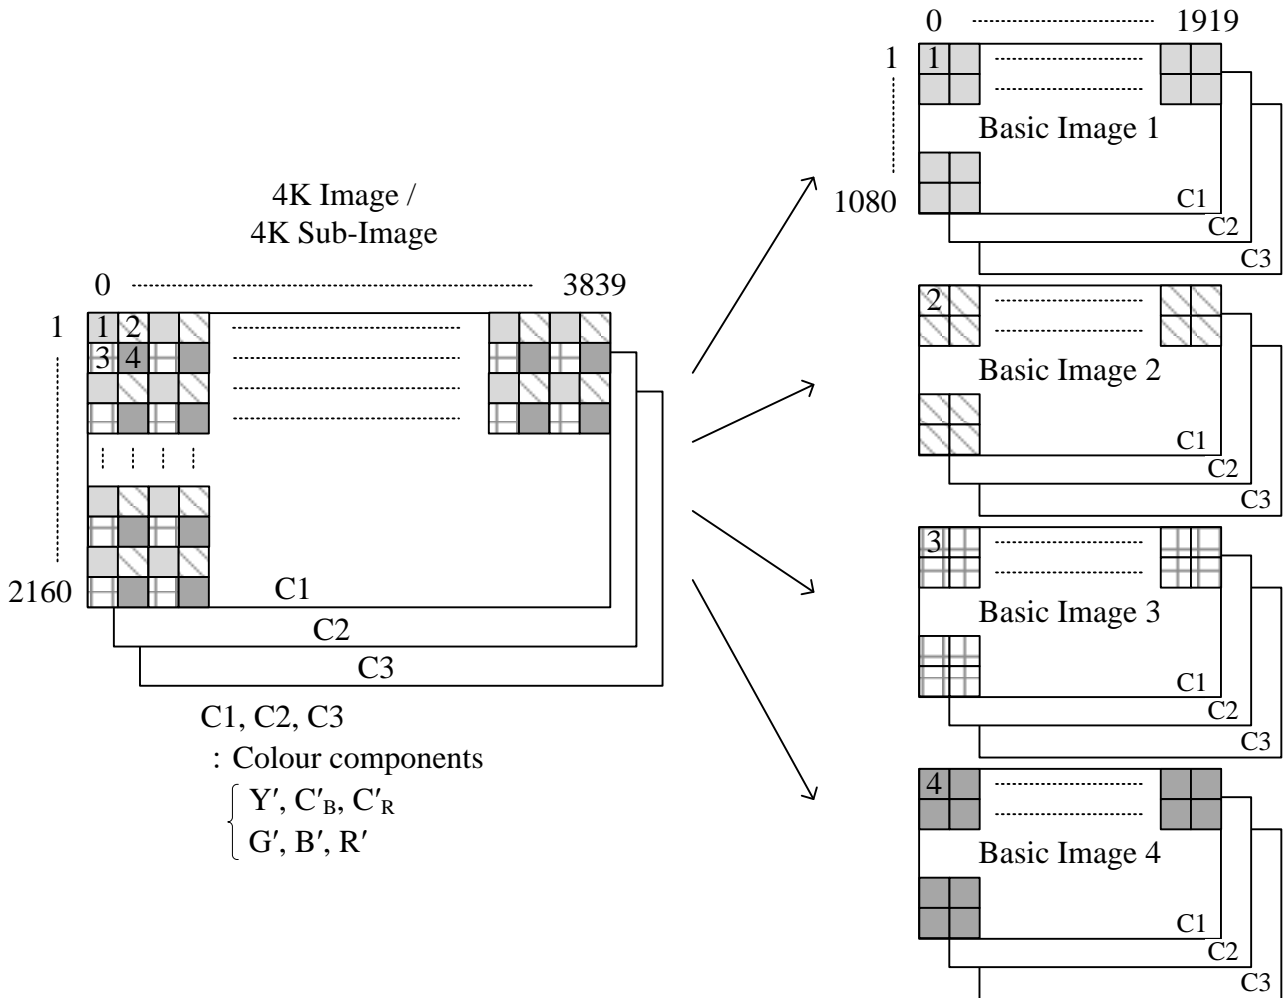 4K Image /
4K Sub-Image
0 3839
1
1 2
3 4
2160
C1
C2
C3
C1, C2, C3
: Colour components
Y′, C′B, C′R
G′, B′, R′
0 1919
1
1
Basic Image 1
1080
C1
C2
C3
2
Basic Image 2
C1
C2
C3
3
Basic Image 3
C1
C2
C3
4
Basic Image 4
C1
C2
C3